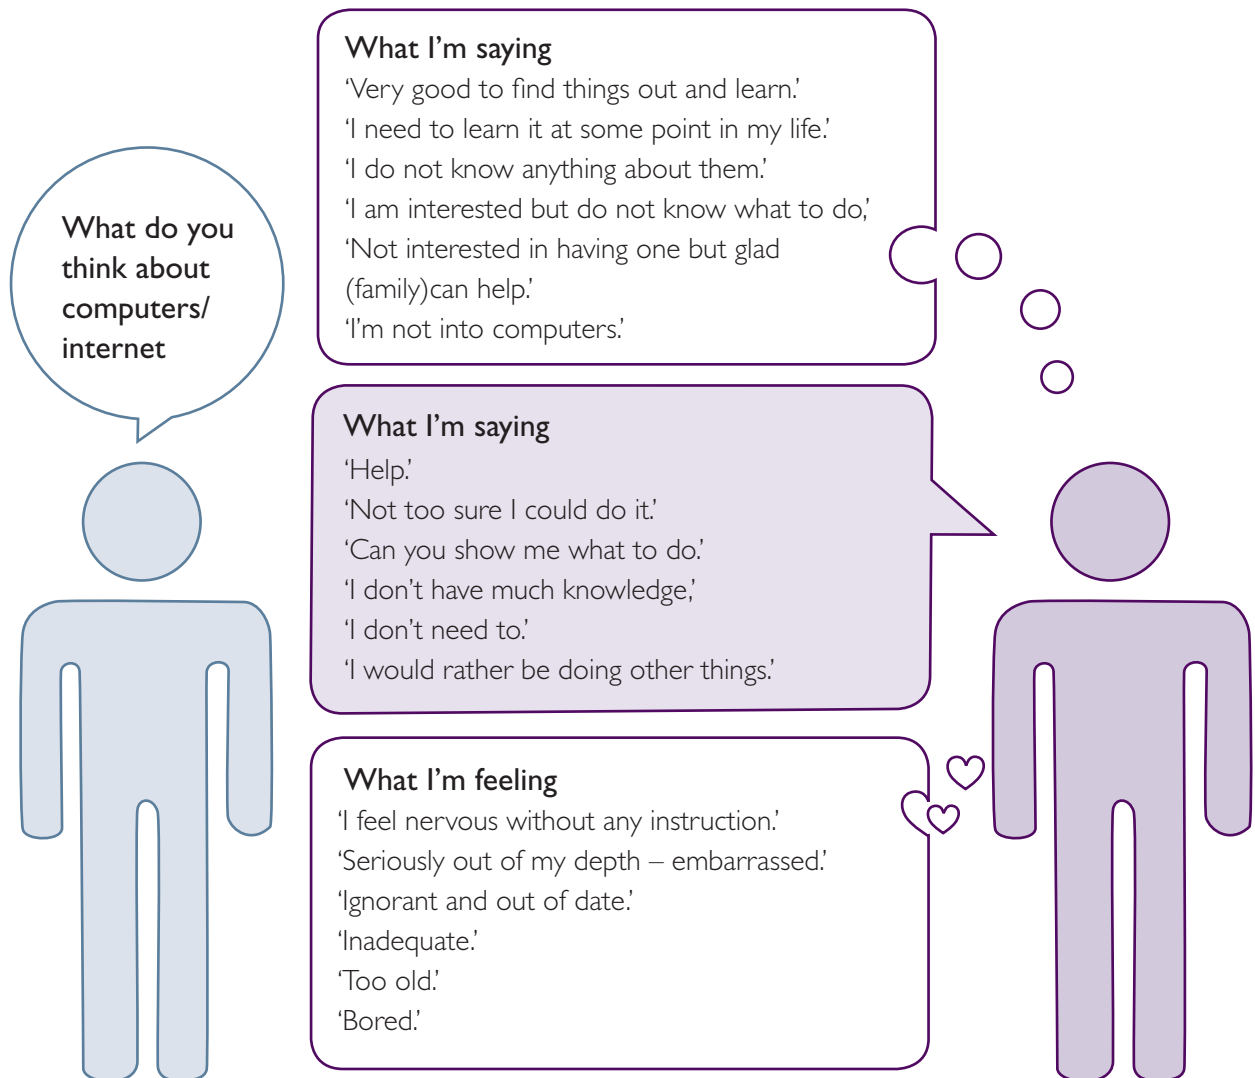 What do you
think about
computers/
internet
What I'm saying
‘Very good to find things out and learn.’
‘I need to learn it at some point in my life.’
‘I do not know anything about them.’
‘I am interested but do not know what to do,’
‘Not interested in having one but glad
(family)can help.’
‘I'm not into computers.’
What I'm saying
‘Help.’
‘Not too sure I could do it.’
‘Can you show me what to do.’
‘I don't have much knowledge,’
‘I don't need to.’
‘I would rather be doing other things.’
What I'm feeling
‘I feel nervous without any instruction.’
‘Seriously out of my depth – embarrassed.’
‘Ignorant and out of date.’
‘Inadequate.’
‘Too old.’
‘Bored.’